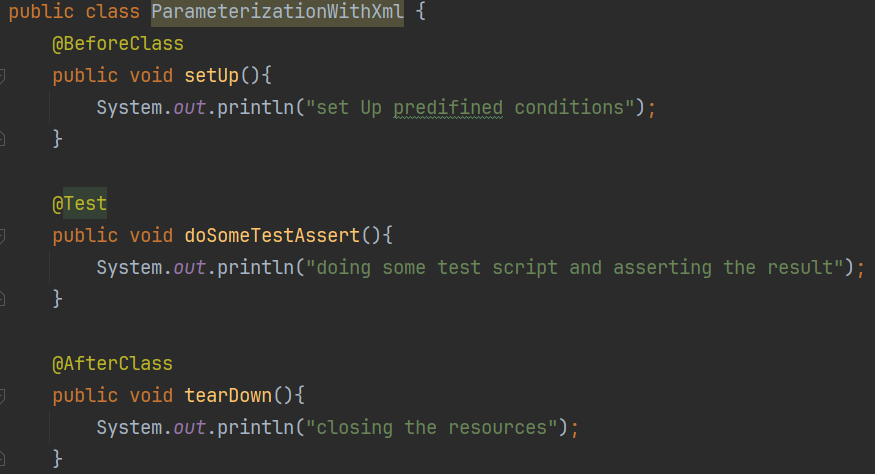 public class ParameterizationWithXml {
@BeforeClass
public void setUp(){
System.out.println("set Up predifined conditions");
}
@Test
public void doSomeTestAssert(){
System.out.println("doing some test script and asserting the result");
}
@AfterClass
public void tearDown(){
System.out.println("closing the resources");
}